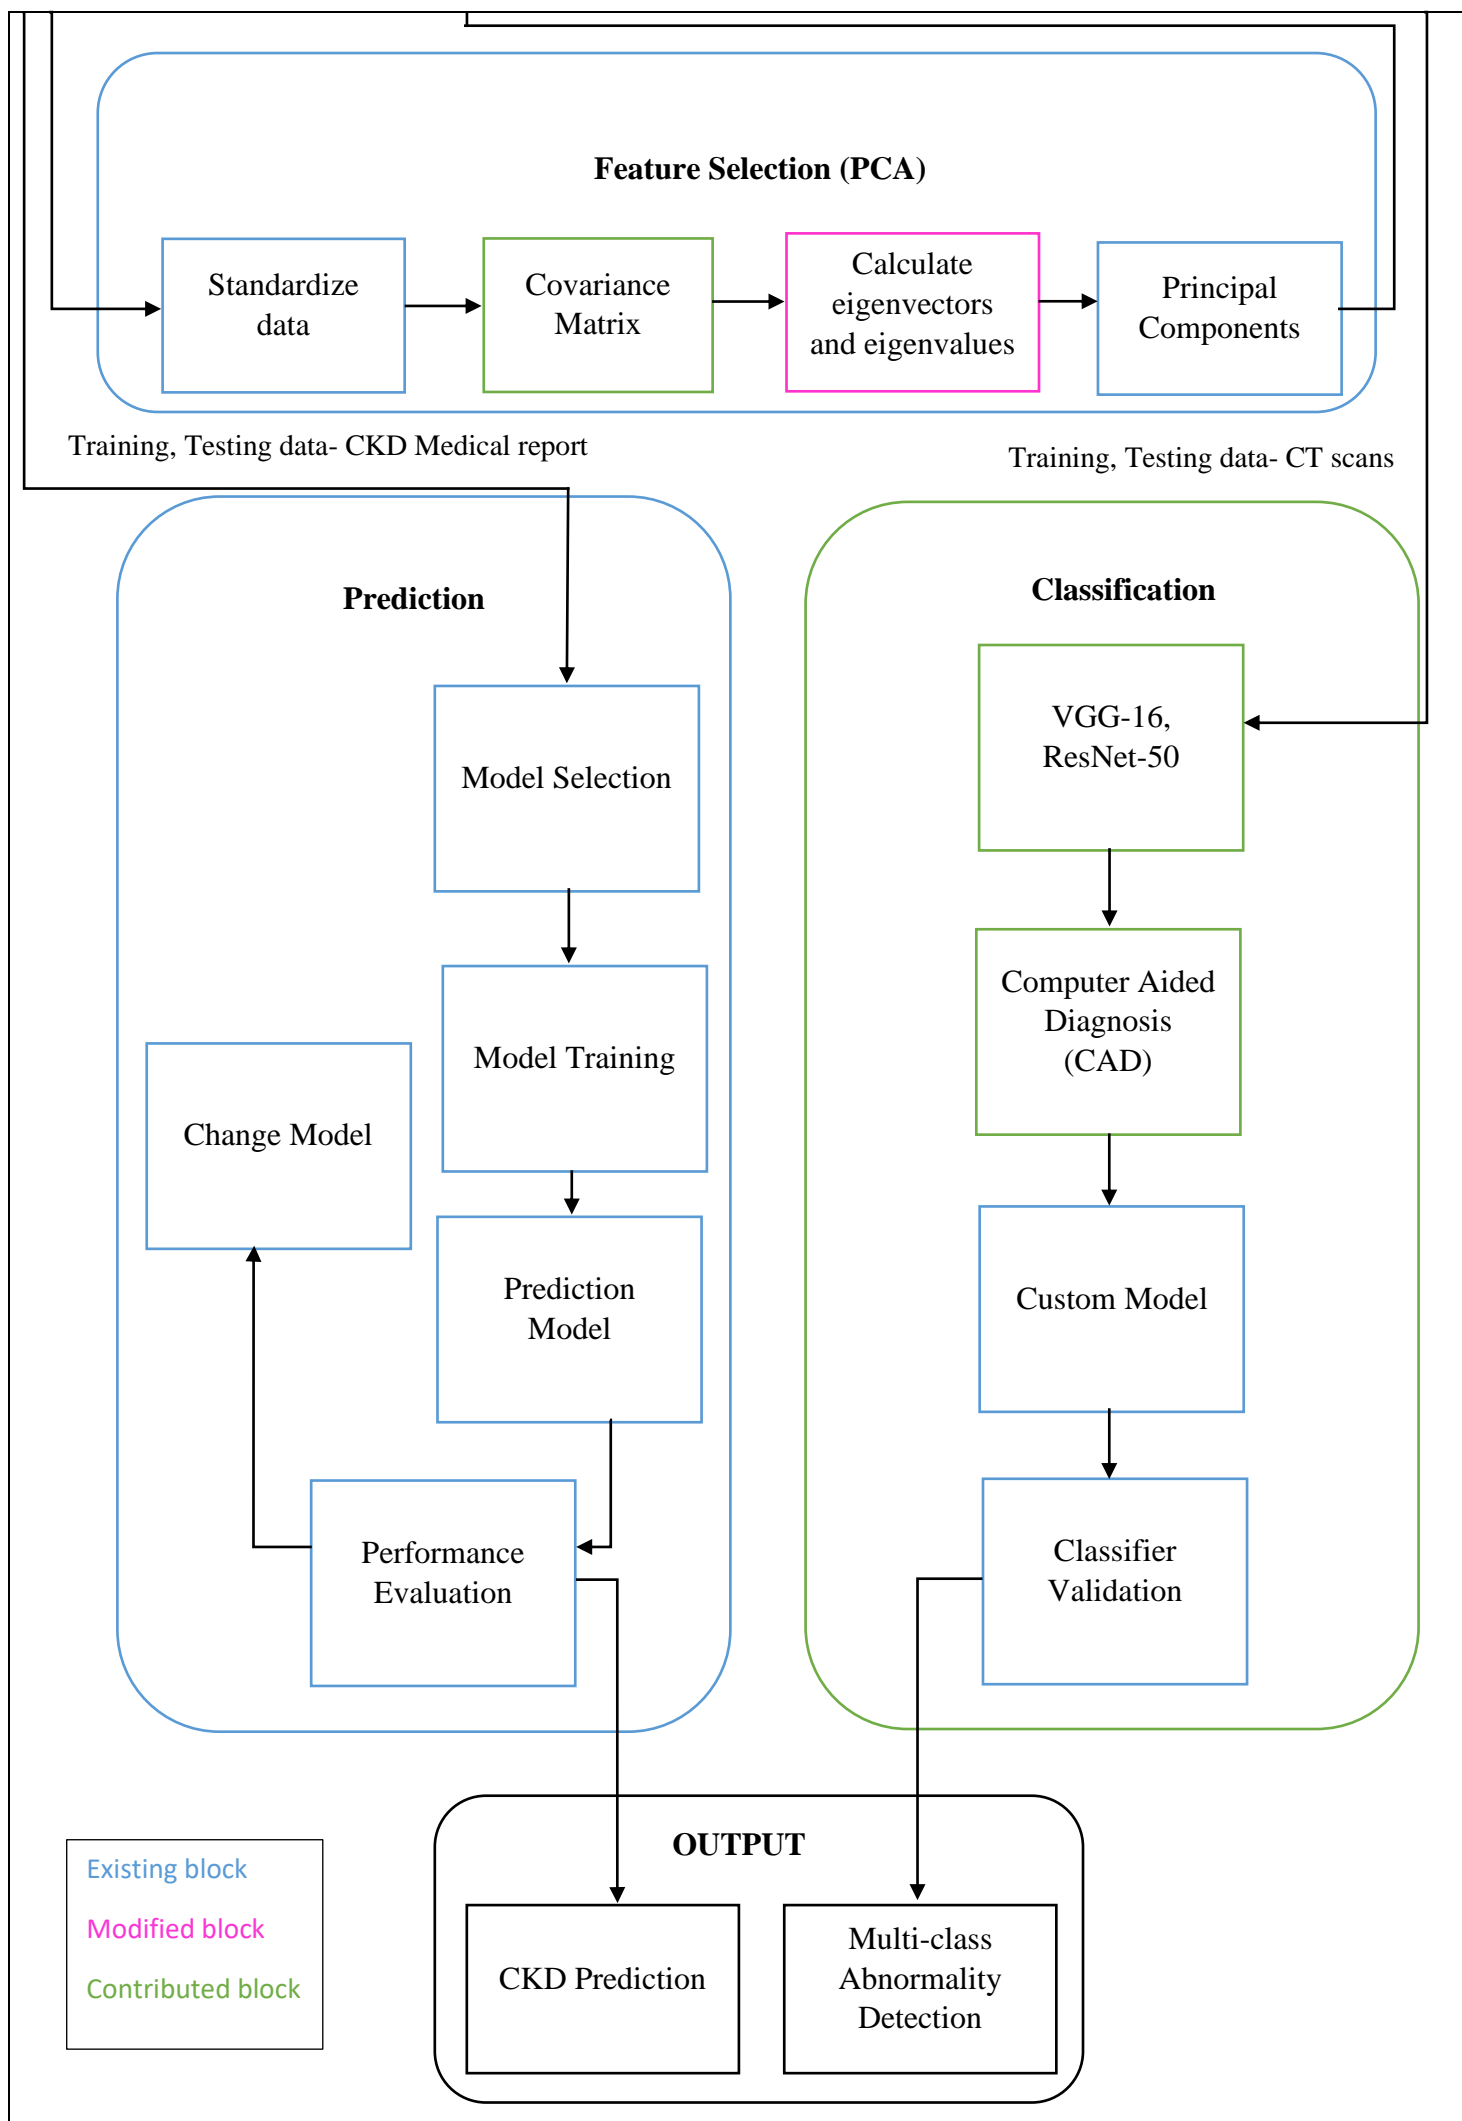 Feature Selection (PCA)
Standardize
data
Covariance
Matrix
Calculate
eigenvectors
and eigenvalues
Principal
Components
Training, Testing data- CKD Medical report
Training, Testing data- CT scans
Prediction
Model Selection
Model Training
Change Model
Prediction
Model
Performance
Evaluation
Classification
VGG-16,
ResNet-50
Computer Aided
Diagnosis
(CAD)
Custom Model
Classifier
Validation
OUTPUT
CKD Prediction
Multi-class
Abnormality
Detection
Existing block
Modified block
Contributed block